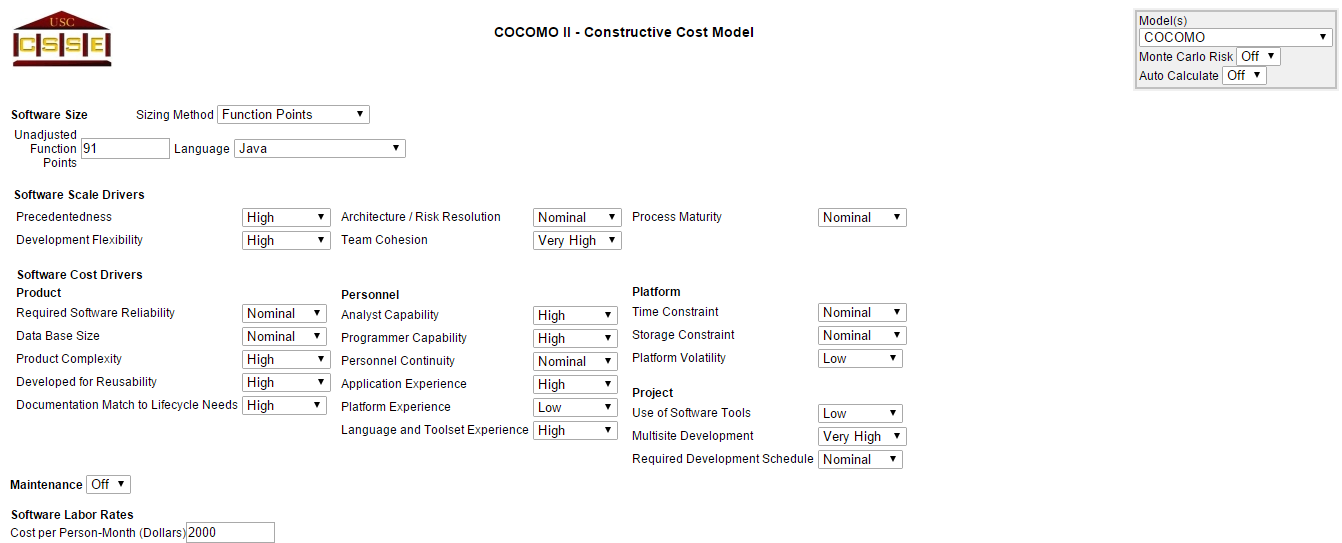 USC
CSSE
COCOMO II - Constructive Cost Model
Model(s)
COCOMO
Monte Carlo Risk Off
Auto Calculate Off
Software Size Sizing Method Function Points
Unadjusted
Function
Points 91 Language Java
Software Scale Drivers
Precedentedness High Architecture / Risk Resolution Nominal Process Maturity Nominal
Development Flexibility High Team Cohesion Very High
Software Cost Drivers
Product
Required Software Reliability Nominal
Data Base Size Nominal
Product Complexity High
Developed for Reusability High
Documentation Match to Lifecycle Needs High
Personnel
Analyst Capability High
Programmer Capability High
Personnel Continuity Nominal
Application Experience High
Platform Experience Low
Language and Toolset Experience High
Platform
Time Constraint Nominal
Storage Constraint Nominal
Platform Volatility Low
Project
Use of Software Tools Low
Multisite Development Very High
Required Development Schedule Nominal
Maintenance Off
Software Labor Rates
Cost per Person-Month (Dollars) 2000